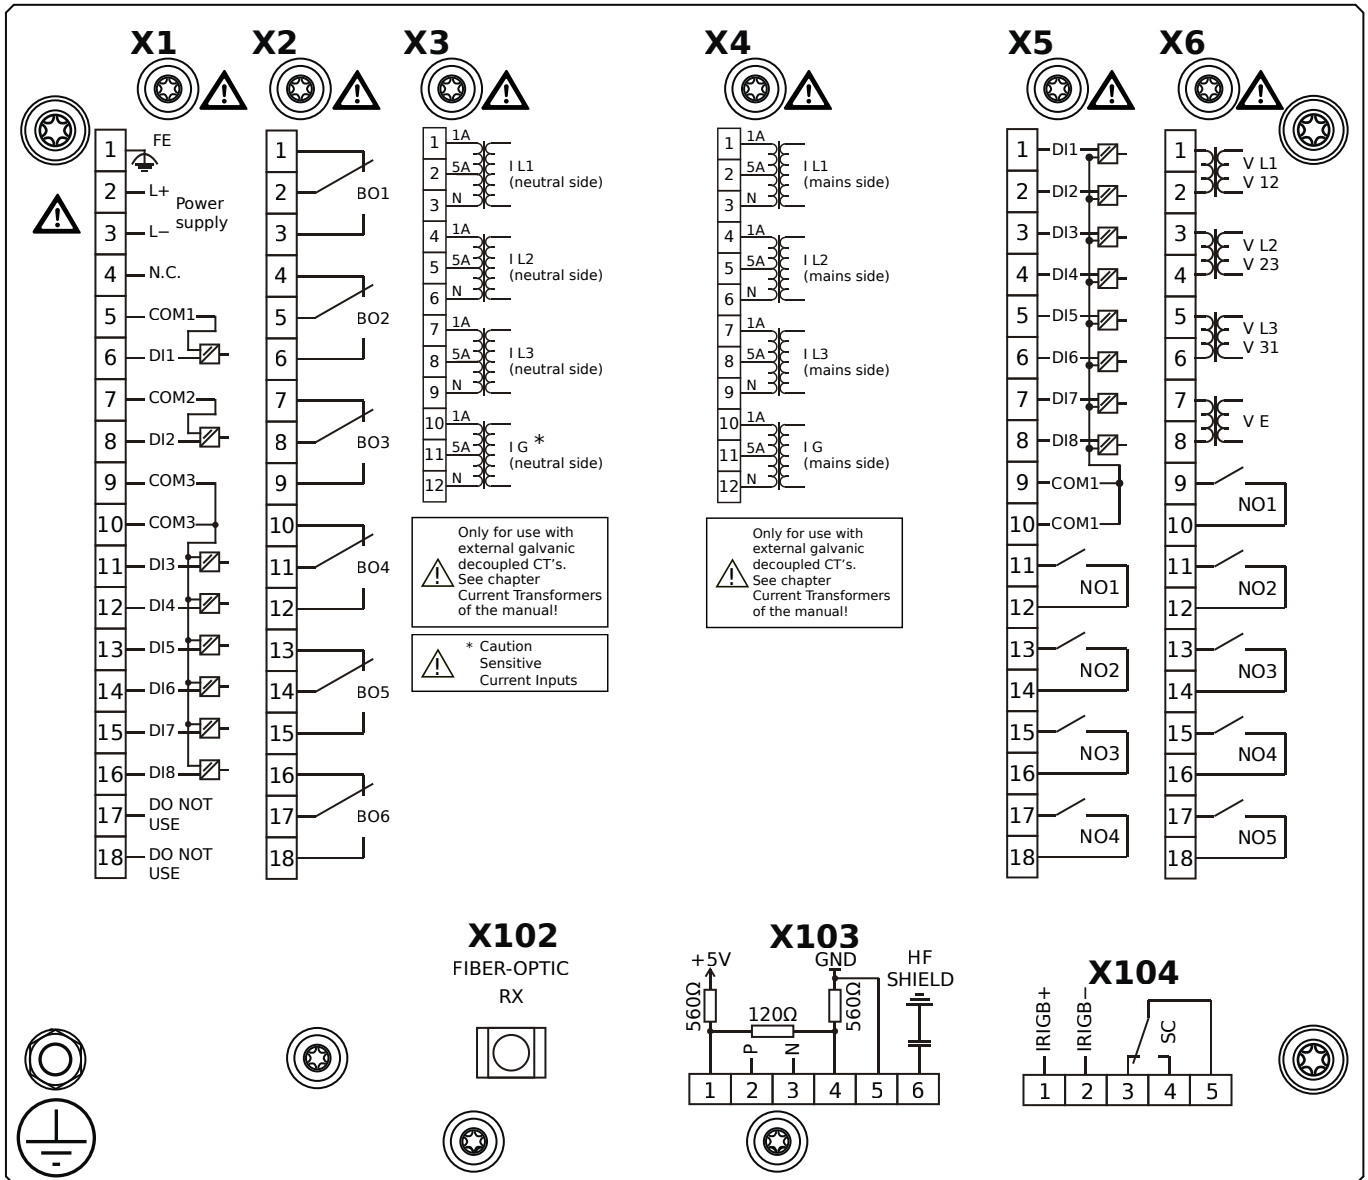 X1
1
FE
2
L+
Power
supply
3
L−
4
N.C.
5
COM1
6
DI1
7
COM2
8
DI2
9
COM3
10
COM3
11
DI3
12
DI4
13
DI5
14
DI6
15
DI7
16
DI8
17
DO NOT
USE
18
DO NOT
USE
X2
1
2
BO1
3
4
5
BO2
6
7
8
BO3
9
10
11
BO4
12
13
14
BO5
15
16
17
BO6
18
X3
1
1A
2
5A
3
N
I L1
(neutral side)
4
1A
5
5A
6
N
I L2
(neutral side)
7
1A
8
5A
9
N
I L3
(neutral side)
10
1A
11
5A
12
N
I G *
(neutral side)
Only for use with
external galvanic
decoupled CT's.
See chapter
Current Transformers
of the manual!
* Caution
Sensitive
Current Inputs
X4
1
1A
2
5A
3
N
I L1
(mains side)
4
1A
5
5A
6
N
I L2
(mains side)
7
1A
8
5A
9
N
I L3
(mains side)
10
1A
11
5A
12
N
I G
(mains side)
Only for use with
external galvanic
decoupled CT's.
See chapter
Current Transformers
of the manual!
X5
1
DI1
2
DI2
3
DI3
4
DI4
5
DI5
6
DI6
7
DI7
8
DI8
9
COM1
10
COM1
11
NO1
12
13
NO2
14
15
NO3
16
17
NO4
18
X6
1
V L1
2
V 12
3
V L2
4
V 23
5
V L3
6
V 31
7
V E
8
9
NO1
10
11
NO2
12
13
NO3
14
15
NO4
16
17
NO5
18
X102
FIBER-OPTIC
RX
X103
+5V
GND
HF
SHIELD
560Ω
120Ω
560Ω
P
N
1 2 3 4 5 6
X104
IRIGB+
IRIGB−
SC
1 2 3 4 5